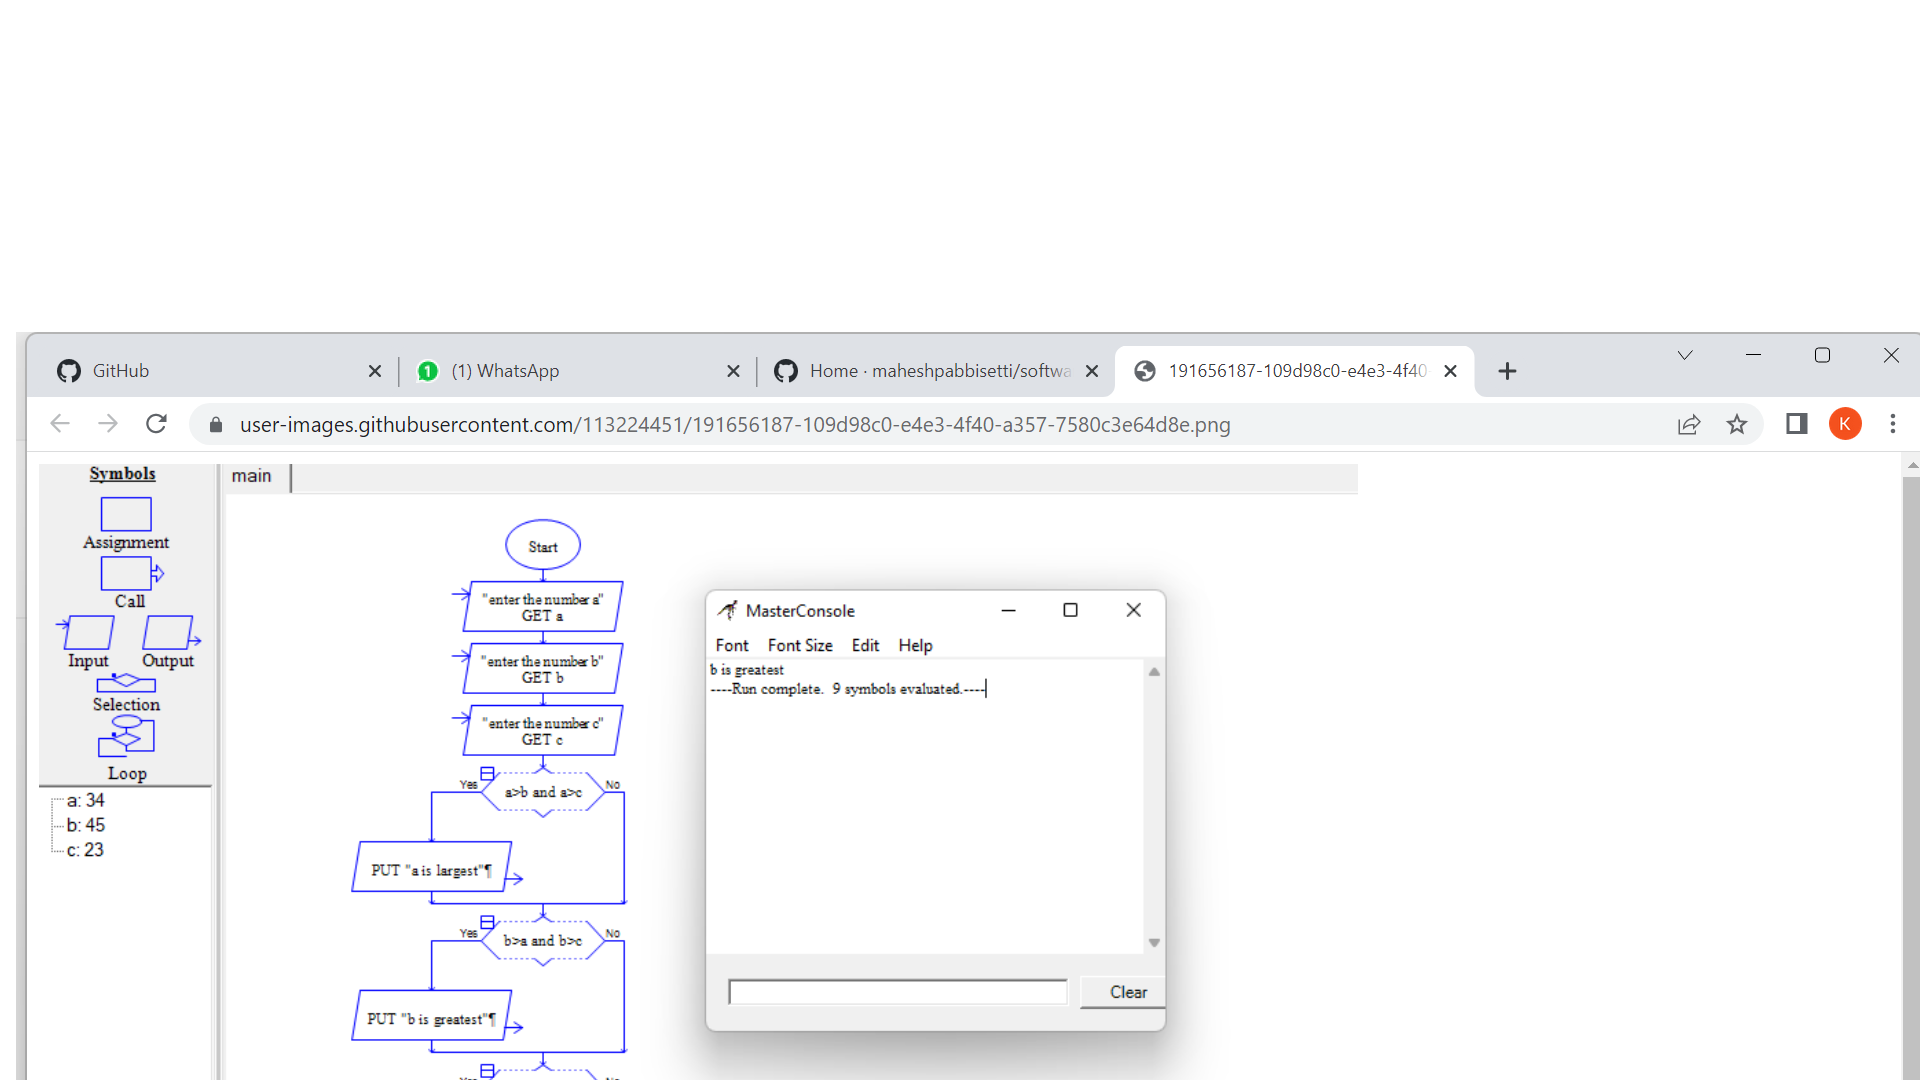 GitHub
1
(1) WhatsApp
Home · maheshpabbisetti/softwa
191656187-109d98c0-e4e3-4f40
user-images.githubusercontent.com/113224451/191656187-109d98c0-e4e3-4f40-a357-7580c3e64d8e.png
K
Symbols
Assignment
Call
Input Output
Selection
Loop
a: 34
b: 45
c: 23
main
Start
"enter the number a"
GET a
"enter the number b"
GET b
"enter the number c"
GET c
Yes No
a>b and a>c
PUT "a is largest"¶
Yes No
b>a and b>c
PUT "b is greatest"¶
MasterConsole
Font Font Size Edit Help
b is greatest
----Run complete. 9 symbols evaluated.----
Clear